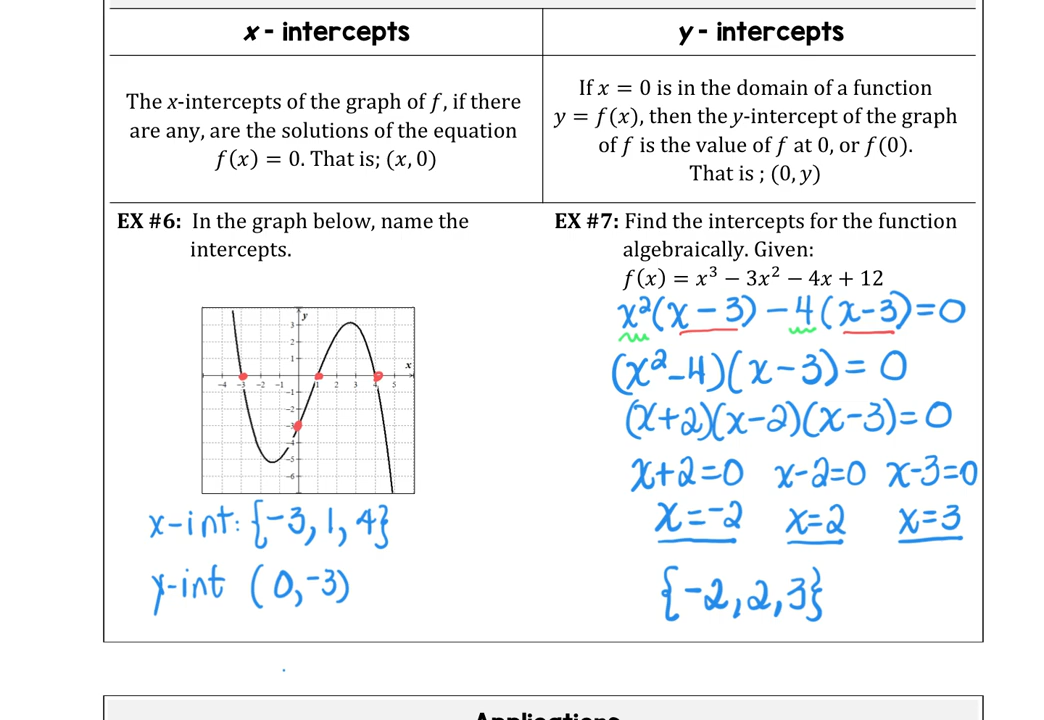 x - intercepts
y - intercepts
The x-intercepts of the graph of f, if there
are any, are the solutions of the equation
f(x) = 0. That is; (x, 0)
If x = 0 is in the domain of a function
y = f(x), then the y-intercept of the graph
of f is the value of f at 0, or f(0).
That is ; (0, y)
EX #6: In the graph below, name the
intercepts.
y
3
2
1
x
-4 -3 -2 -1 1 2 3 4 5
-1
-2
-3
-4
-5
-6
x-int: {-3, 1, 4}
y-int (0,-3)
EX #7: Find the intercepts for the function
algebraically. Given:
f(x) = x³ − 3x² − 4x + 12
x²(x-3) -4(x-3)=0
(x²-4)(x-3)=0
(x+2)(x-2)(x-3)=0
x+2=0 x-2=0 x-3=0
x=-2 x=2 x=3
{-2,2,3}
Applications